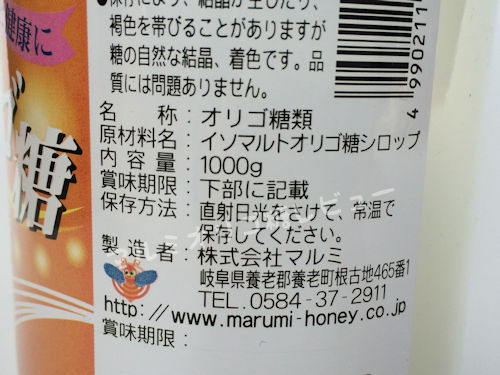 健康に
糖
●保存により、結晶が生じたり、
褐色を帯びることがありますが
糖の自然な結晶、着色です。品
質には問題ありません。
名称:オリゴ糖類
原材料名:イソマルトオリゴ糖シロップ
内容量:1000g
賞味期限:下部に記載
保存方法:直射日光をさけて、常温で
保存してください。
製造者:株式会社マルミ
岐阜県養老郡養老町根古地465番1
TEL.0584-37-2911
http://www.marumi-honey.co.jp
賞味期限:
4990211